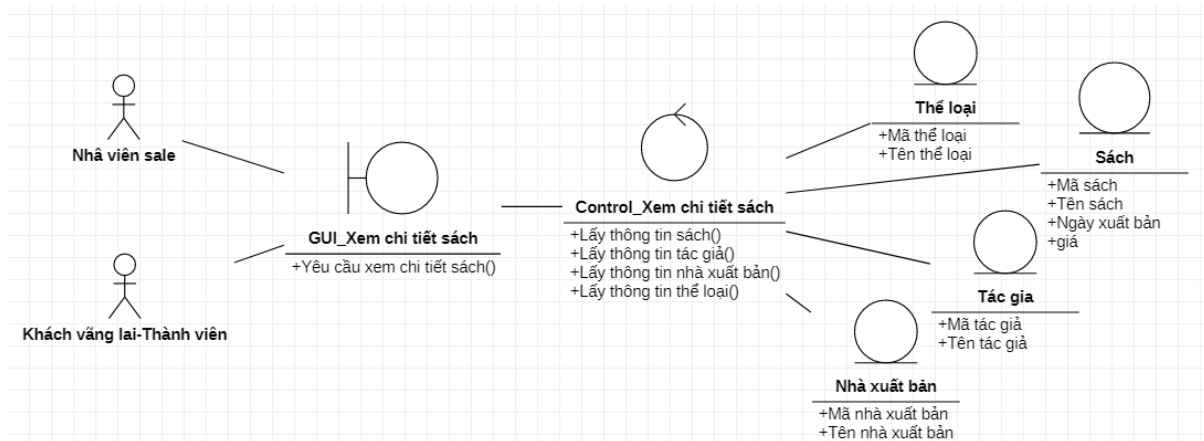 Nhâ viên sale
Khách vãng lai-Thành viên
GUI_Xem chi tiết sách
+Yêu cầu xem chi tiết sách()
Control_Xem chi tiết sách
+Lấy thông tin sách()
+Lấy thông tin tác giả()
+Lấy thông tin nhà xuất bản()
+Lấy thông tin thể loại()
Thể loại
+Mã thể loại
+Tên thể loại
Sách
+Mã sách
+Tên sách
+Ngày xuất bản
+giá
Tác gỉa
+Mã tác giả
+Tên tác giả
Nhà xuất bản
+Mã nhà xuất bản
+Tên nhà xuất bản